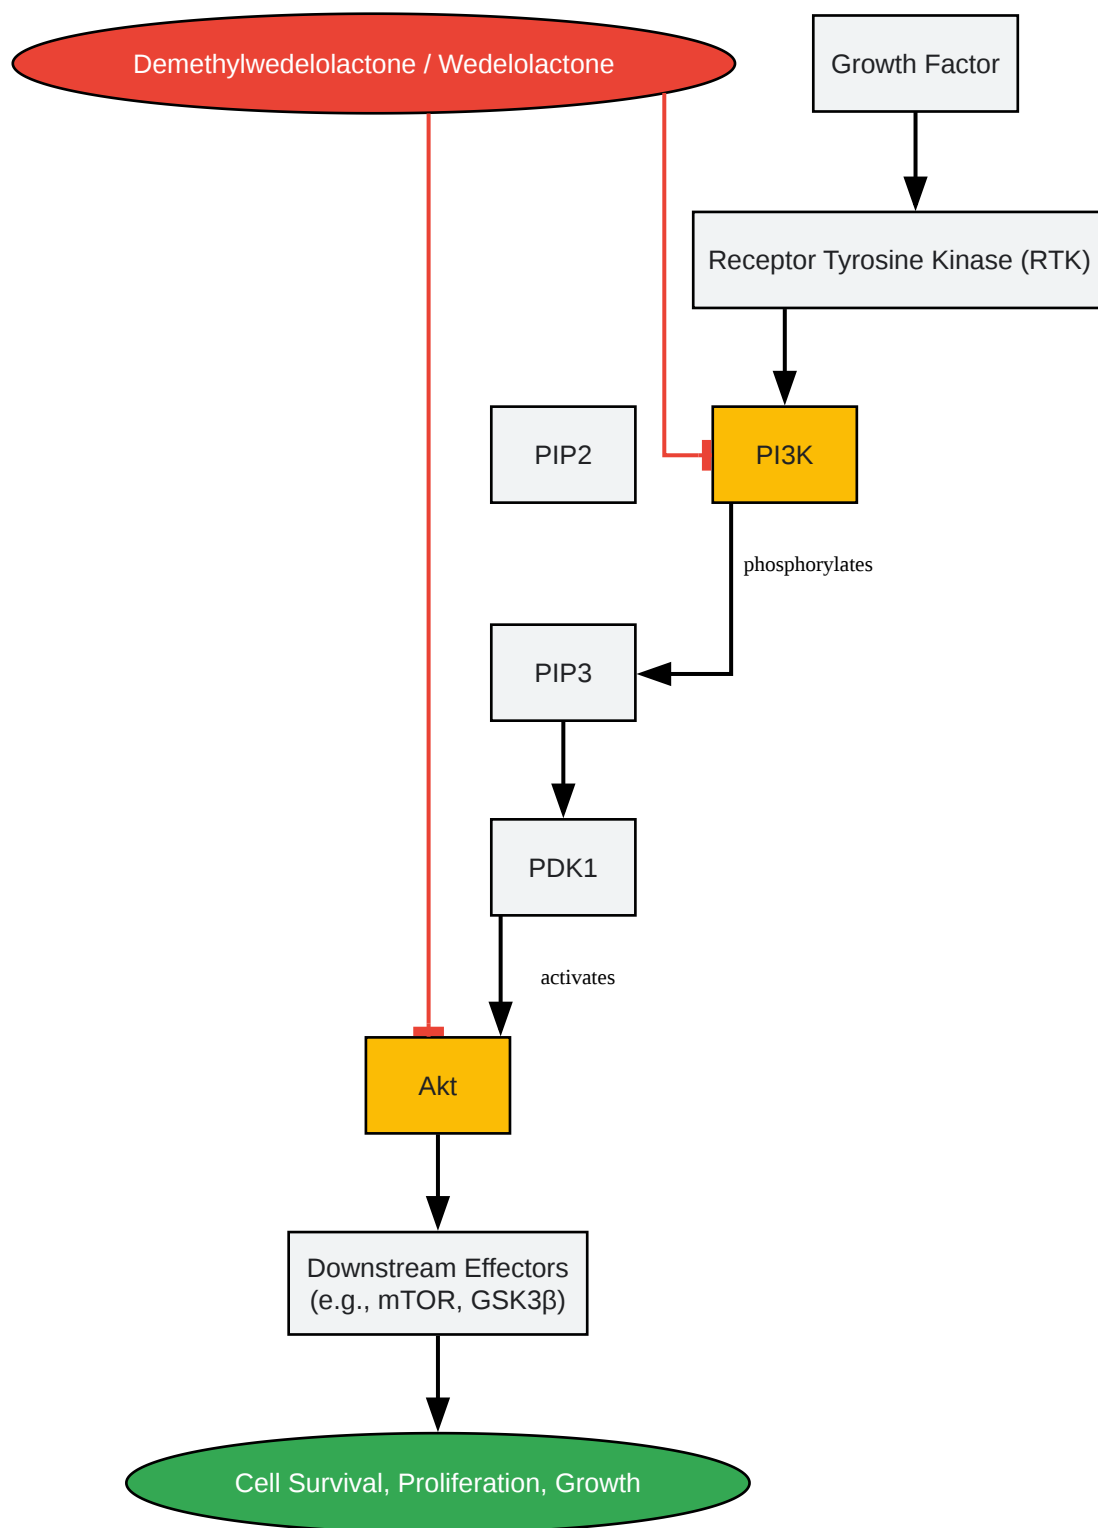 Demethylwedelolactone / Wedelolactone
Growth Factor
Receptor Tyrosine Kinase (RTK)
PIP2
PI3K
phosphorylates
PIP3
PDK1
activates
Akt
Downstream Effectors
(e.g., mTOR, GSK3β)
Cell Survival, Proliferation, Growth